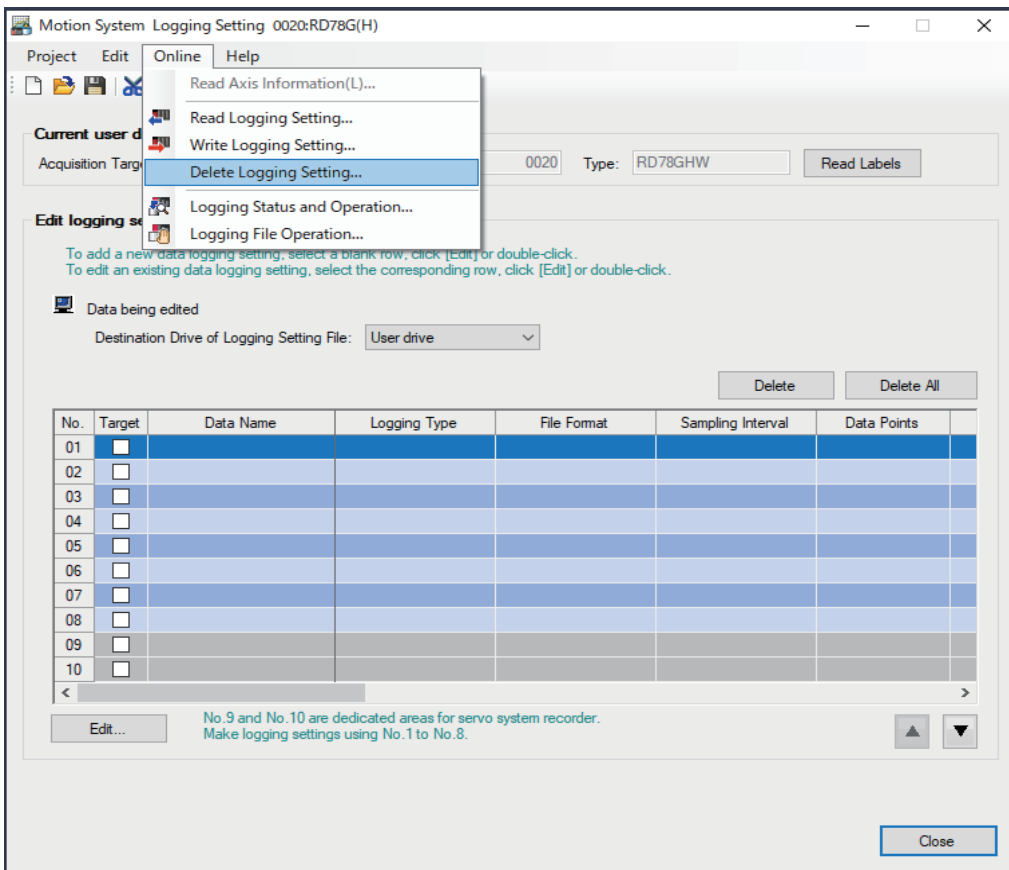 Motion System Logging Setting 0020:RD78G(H)
Project Edit Online Help
Read Axis Information(L)...
Read Logging Setting...
Write Logging Setting...
Delete Logging Setting...
Logging Status and Operation...
Logging File Operation...
Current user d
Acquisition Targ 0020 Type: RD78GHW Read Labels
Edit logging se
To add a new data logging setting, select a blank row, click [Edit] or double-click.
To edit an existing data logging setting, select the corresponding row, click [Edit] or double-click.
Data being edited
Destination Drive of Logging Setting File: User drive
Delete Delete All
No. Target Data Name Logging Type File Format Sampling Interval Data Points
01
02
03
04
05
06
07
08
09
10
Edit... No.9 and No.10 are dedicated areas for servo system recorder.
Make logging settings using No.1 to No.8.
Close